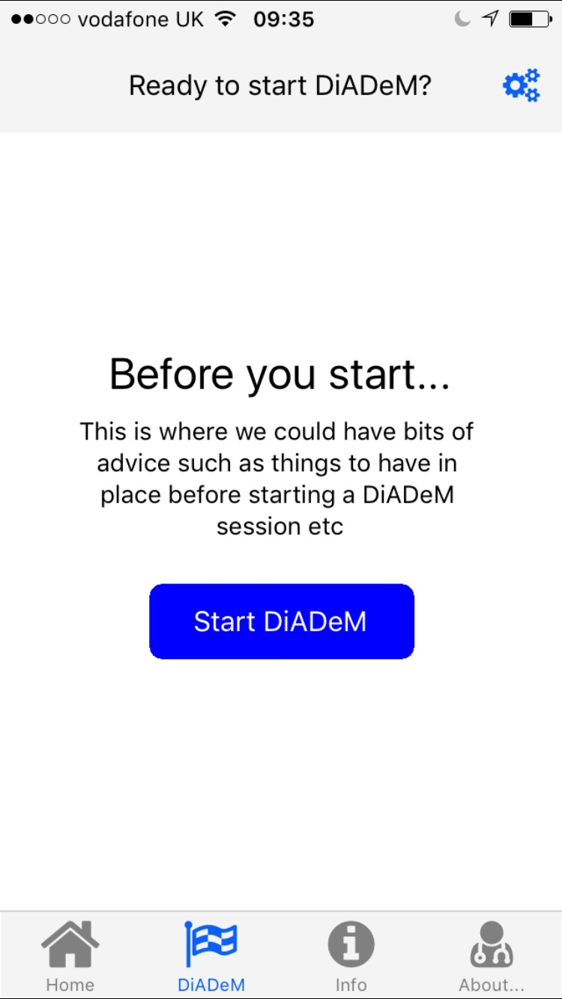 vodafone UK 09:35
Ready to start DiADeM?
Before you start...
This is where we could have bits of
advice such as things to have in
place before starting a DiADeM
session etc
Start DiADeM
Home DiADeM Info About...